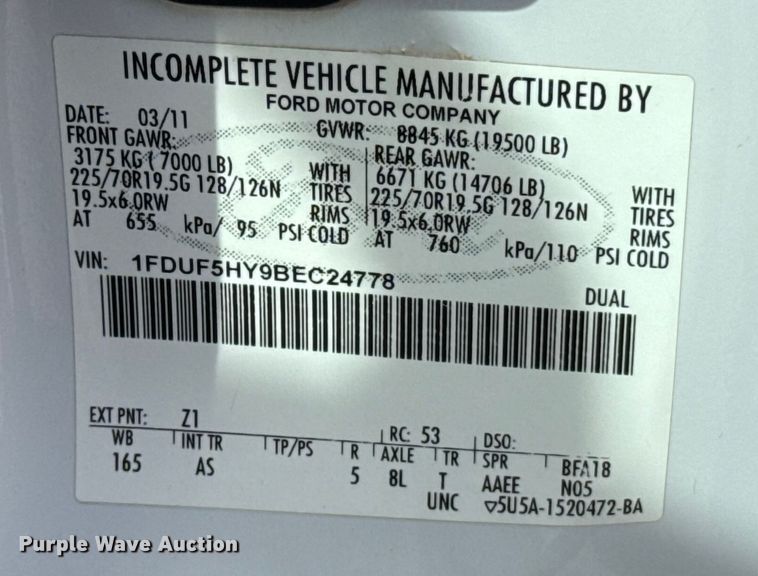 INCOMPLETE VEHICLE MANUFACTURED BY
FORD MOTOR COMPANY
DATE: 03/11 GVWR: 8845 KG (19500 LB)
FRONT GAWR: REAR GAWR:
3175 KG ( 7000 LB) WITH 6671 KG (14706 LB) WITH
225/70R19.5G 128/126N TIRES 225/70R19.5G 128/126N TIRES
19.5x6.0RW RIMS 19.5x6.0RW RIMS
AT 655 kPa/ 95 PSI COLD AT 760 kPa/110 PSI COLD
VIN: 1FDUF5HY9BEC24778
DUAL
EXT PNT: Z1 RC: 53 DSO:
WB INT TR TP/PS R AXLE TR SPR BFA18
165 AS 5 8L T AAEE N05
UNC ▽5U5A-1520472-BA
Purple Wave Auction